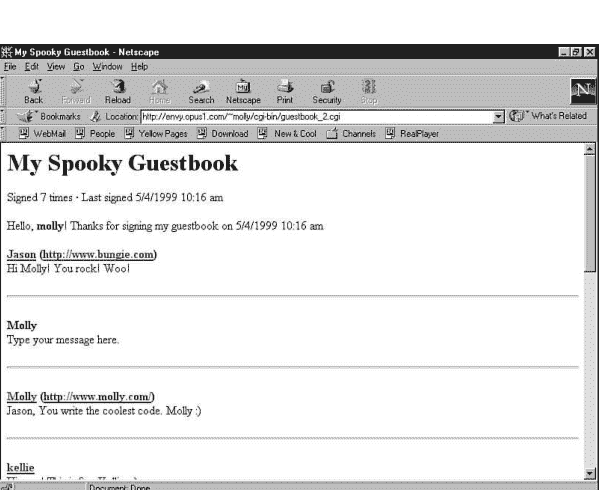 My Spooky Guestbook - Netscape
File Edit View Go Window Help
Back Forward Reload Home Search Netscape Print Security Stop
N
Bookmarks Location: http://envy.opus1.com/~molly/cgi-bin/guestbook_2.cgi What's Related
WebMail People Yellow Pages Download New & Cool Channels RealPlayer
My Spooky Guestbook
Signed 7 times · Last signed 5/4/1999 10:16 am
Hello, molly! Thanks for signing my guestbook on 5/4/1999 10:16 am
Jason (http://www.bungie.com)
Hi Molly! You rock! Woo!
Molly
Type your message here.
Molly (http://www.molly.com/)
Jason, You write the coolest code. Molly :)
kellie
Document: Done